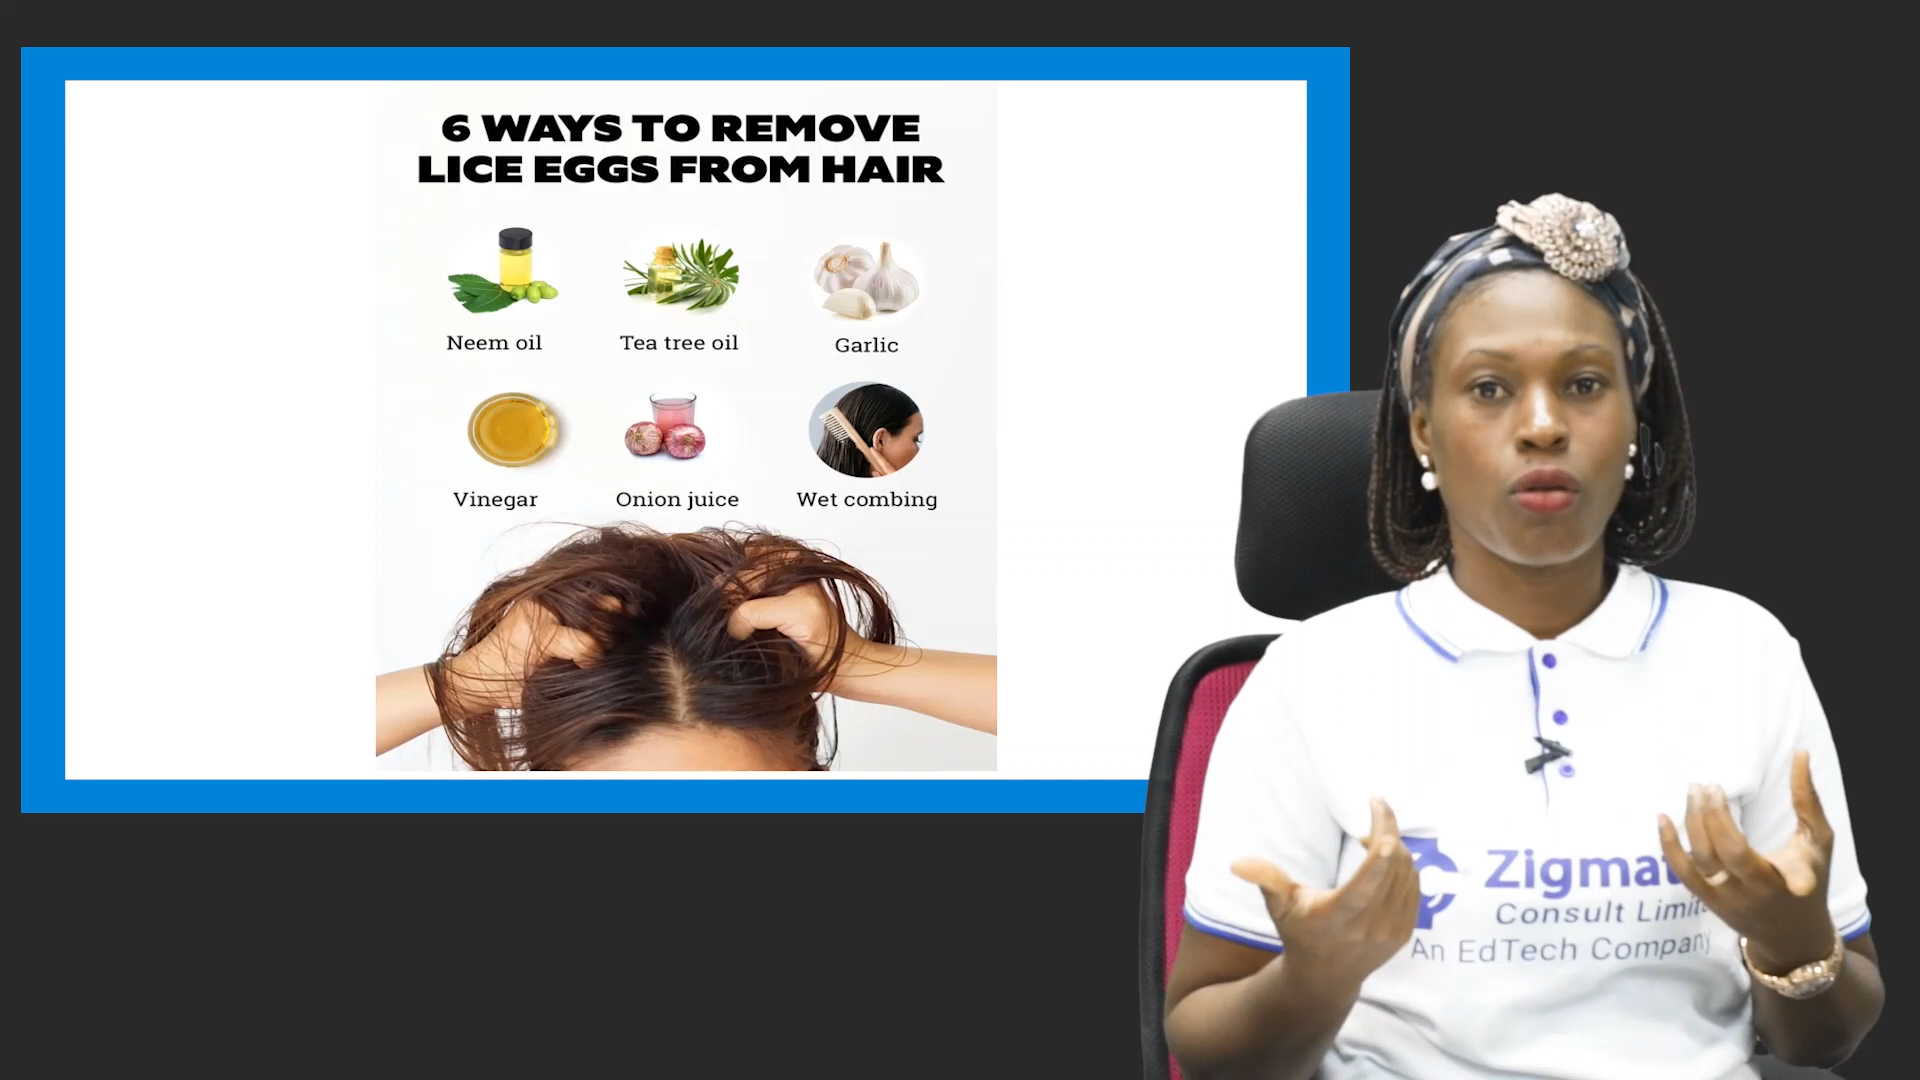 6 WAYS TO REMOVE
LICE EGGS FROM HAIR
Neem oil
Tea tree oil
Garlic
Vinegar
Onion juice
Wet combing
Consult
An EdTech Company